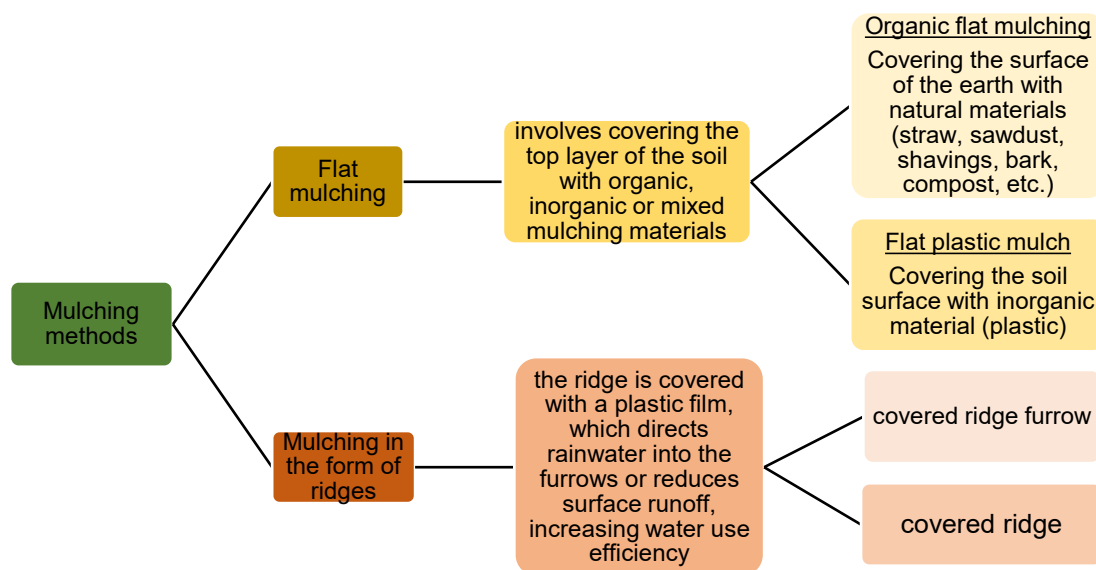 Mulching
methods
Flat
mulching
involves covering the
top layer of the soil
with organic,
inorganic or mixed
mulching materials
Organic flat mulching
Covering the surface
of the earth with
natural materials
(straw, sawdust,
shavings, bark,
compost, etc.)
Flat plastic mulch
Covering the soil
surface with inorganic
material (plastic)
Mulching in
the form of
ridges
the ridge is covered
with a plastic film,
which directs
rainwater into the
furrows or reduces
surface runoff,
increasing water use
efficiency
covered ridge furrow
covered ridge